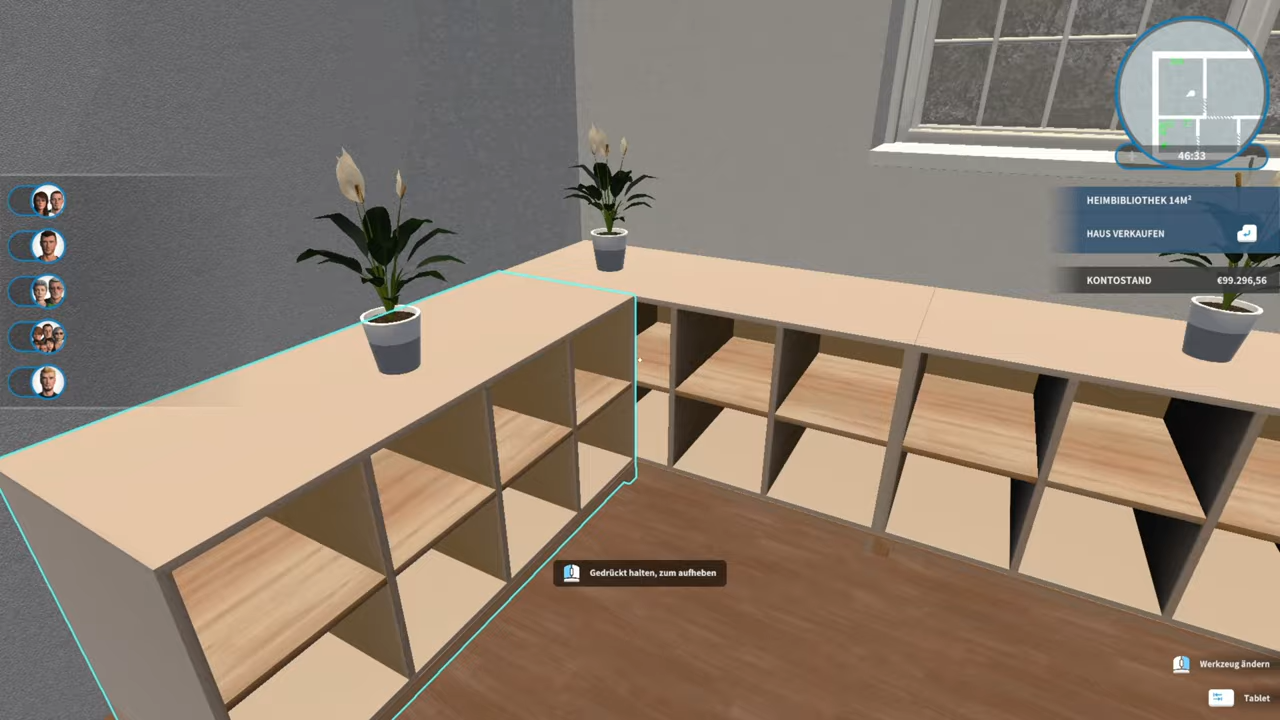 46:33
HEIMBIBLIOTHEK 14M²
HAUS VERKAUFEN
KONTOSTAND €99.296,56
Gedrückt halten, zum aufheben
Werkzeug ändern
Tablet